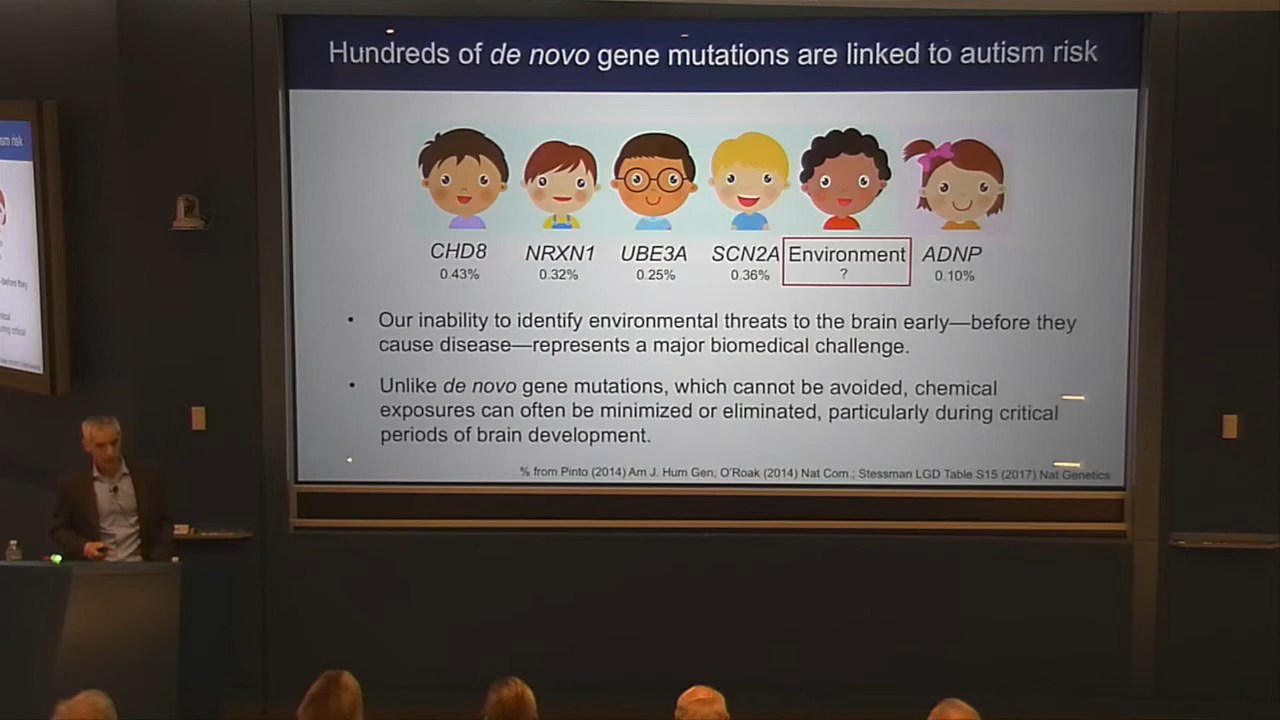 Hundreds of de novo gene mutations are linked to autism risk
CHD8 NRXN1 UBE3A SCN2A Environment ADNP
0.43% 0.32% 0.25% 0.36% ? 0.10%
• Our inability to identify environmental threats to the brain early—before they
cause disease—represents a major biomedical challenge.
• Unlike de novo gene mutations, which cannot be avoided, chemical
exposures can often be minimized or eliminated, particularly during critical
periods of brain development.
% from Pinto (2014) Am J. Hum Gen; O'Roak (2014) Nat Com.; Stessman LGD Table S15 (2017) Nat Genetics
sm risk
before they